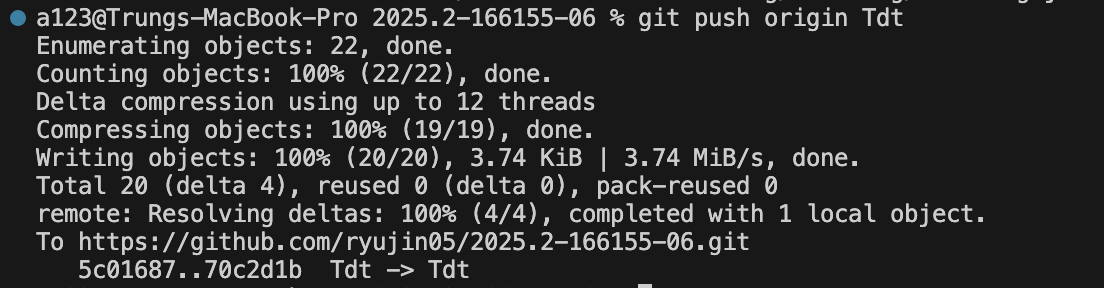 a123@Trungs-MacBook-Pro 2025.2-166155-06 % git push origin Tdt
Enumerating objects: 22, done.
Counting objects: 100% (22/22), done.
Delta compression using up to 12 threads
Compressing objects: 100% (19/19), done.
Writing objects: 100% (20/20), 3.74 KiB | 3.74 MiB/s, done.
Total 20 (delta 4), reused 0 (delta 0), pack-reused 0
remote: Resolving deltas: 100% (4/4), completed with 1 local object.
To https://github.com/ryujin05/2025.2-166155-06.git
   5c01687..70c2d1b  Tdt -> Tdt